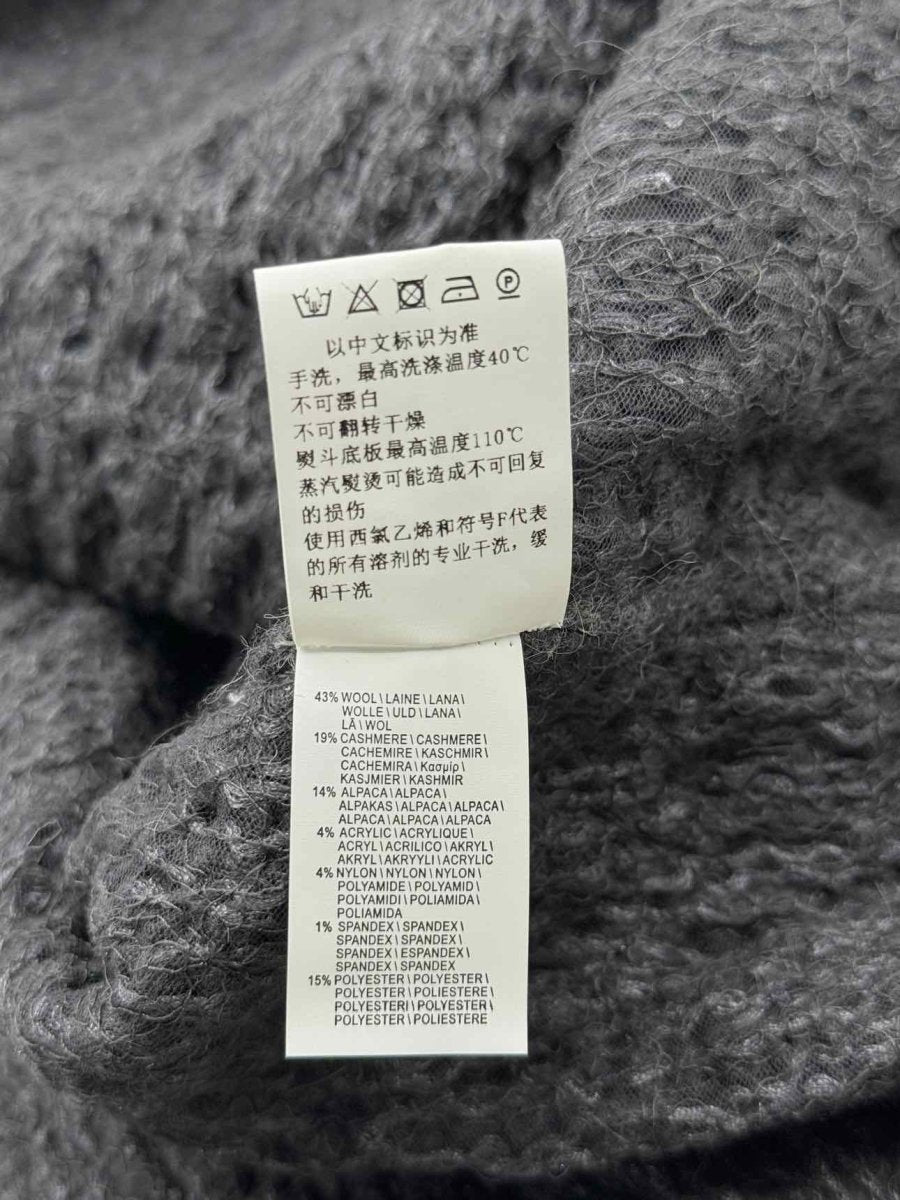 P
以中文标识为准
手洗，最高洗涤温度40℃
不可漂白
不可翻转干燥
熨斗底板最高温度110℃
蒸汽熨烫可能造成不可回复
的损伤
使用西氯乙烯和符号F代表
的所有溶剂的专业干洗，缓
和干洗
43% WOOL\LAINE\LANA\
WOLLE\ULD\LANA\
LÃ\WOL
19% CASHMERE\CASHMERE\
CACHEMIRE\KASCHMIR\
CACHEMIRA\Κασμίρ\
KASJMIER\KASHMIR
14% ALPACA\ALPACA\
ALPAKAS\ALPACA\ALPACA\
ALPACA\ALPACA\ALPACA
4% ACRYLIC\ACRYLIQUE\
ACRYL\ACRILICO\AKRYL\
AKRYL\AKRYYLI\ACRYLIC
4% NYLON\NYLON\NYLON\
POLYAMIDE\POLYAMID\
POLYAMIDI\POLIAMIDA\
POLIAMIDA
1% SPANDEX\SPANDEX\
SPANDEX\SPANDEX\
SPANDEX\ESPANDEX\
SPANDEX\SPANDEX
15% POLYESTER\POLYESTER\
POLYESTER\POLIESTERE\
POLYESTERI\POLYESTER\
POLYESTER\POLIESTERE